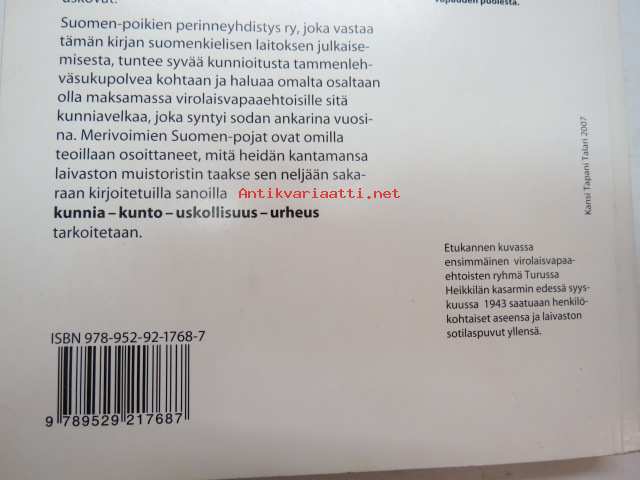 uskovat.
Suomen-poikien perinneyhdistys ry, joka vastaa
tämän kirjan suomenkielisen laitoksen julkaise-
misesta, tuntee syvää kunnioitusta tammenleh-
väsukupolvea kohtaan ja haluaa omalta osaltaan
olla maksamassa virolaisvapaaehtoisille sitä
kunniavelkaa, joka syntyi sodan ankarina vuosi-
na. Merivoimien Suomen-pojat ovat omilla
teoillaan osoittaneet, mitä heidän kantamansa
laivaston muistoristin taakse sen neljään saka-
raan kirjoitetuilla sanoilla
kunnia – kunto – uskollisuus – urheus
tarkoitetaan.
Antikvariaatti.net
vapauden puolesta.
Kansi Tapani Talari 2007
Etukannen kuvassa
ensimmäinen virolaisvapaa-
ehtoisten ryhmä Turussa
Heikkilän kasarmin edessä syys-
kuussa 1943 saatuaan henkilö-
kohtaiset aseensa ja laivaston
sotilaspuvut yllensä.
ISBN 978-952-92-1768-7
9 789529 217687